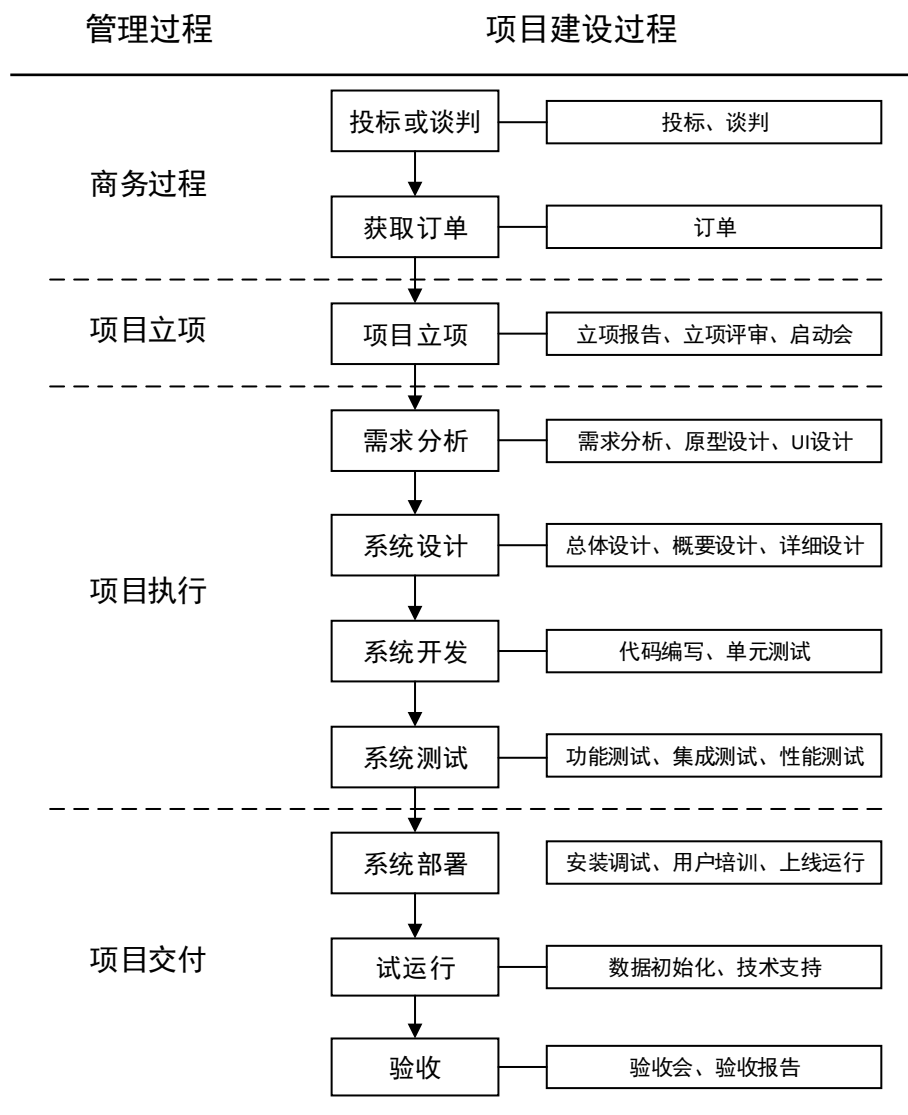 管理过程 项目建设过程
投标或谈判 投标、谈判
商务过程
获取订单 订单
项目立项 项目立项 立项报告、立项评审、启动会
需求分析 需求分析、原型设计、UI设计
系统设计 总体设计、概要设计、详细设计
项目执行
系统开发 代码编写、单元测试
系统测试 功能测试、集成测试、性能测试
系统部署 安装调试、用户培训、上线运行
项目交付 试运行 数据初始化、技术支持
验收 验收会、验收报告